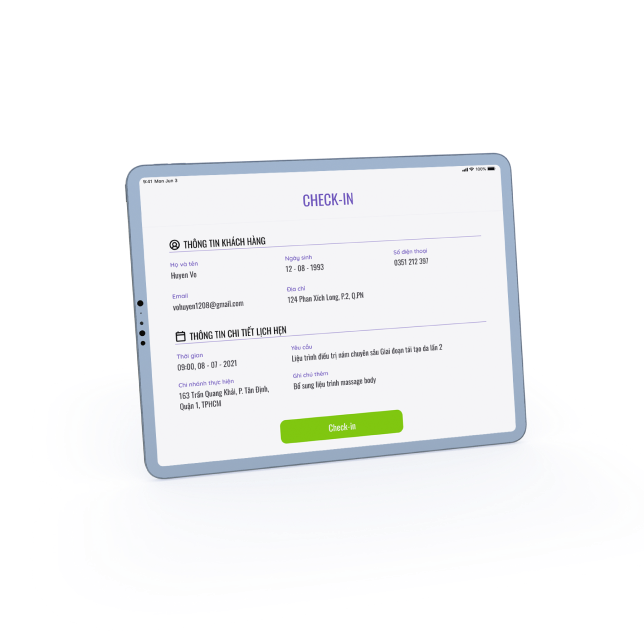 9:41 Mon Jun 3
100%
CHECK-IN
THÔNG TIN KHÁCH HÀNG
Họ và tên
Ngày sinh
Số điện thoại
Huyen Vo
12 - 08 - 1993
0351 212 397
Email
Địa chỉ
vohuyen1208@gmail.com
124 Phan Xích Long, P.2, Q.PN
THÔNG TIN CHI TIẾT LỊCH HẸN
Thời gian
Yêu cầu
09:00, 08 - 07 - 2021
Liệu trình điều trị nám chuyên sâu Giai đoạn tái tạo da lần 2
Chi nhánh thực hiện
Ghi chú thêm
163 Trần Quang Khải, P. Tân Định,
Quận 1, TPHCM
Bổ sung liệu trình massage body
Check-in